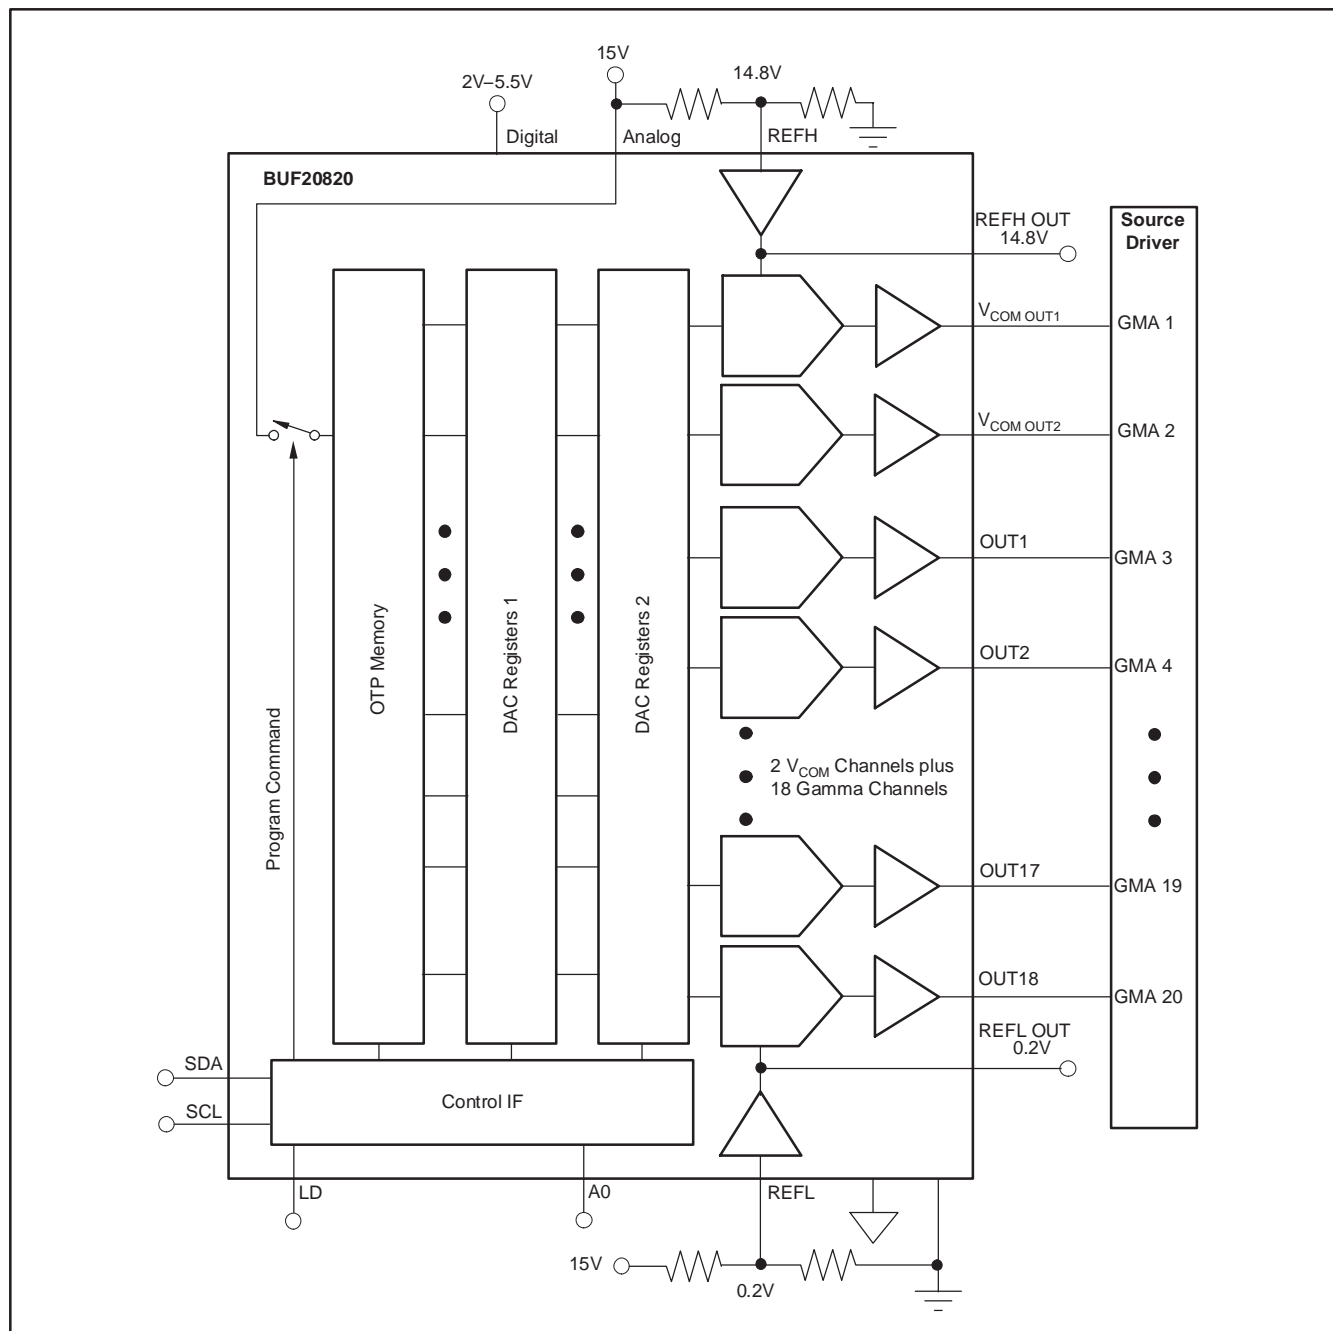 15V
14.8V
2V–5.5V
Digital
Analog
REFH
BUF20820
REFH OUT
14.8V
Source
Driver
VCOM OUT1
GMA 1
VCOM OUT2
GMA 2
OUT1
GMA 3
OUT2
GMA 4
OTP Memory
DAC Registers 1
DAC Registers 2
Program Command
2 VCOM Channels plus
18 Gamma Channels
OUT17
GMA 19
OUT18
GMA 20
REFL OUT
0.2V
SDA
SCL
Control IF
LD
A0
REFL
15V
0.2V